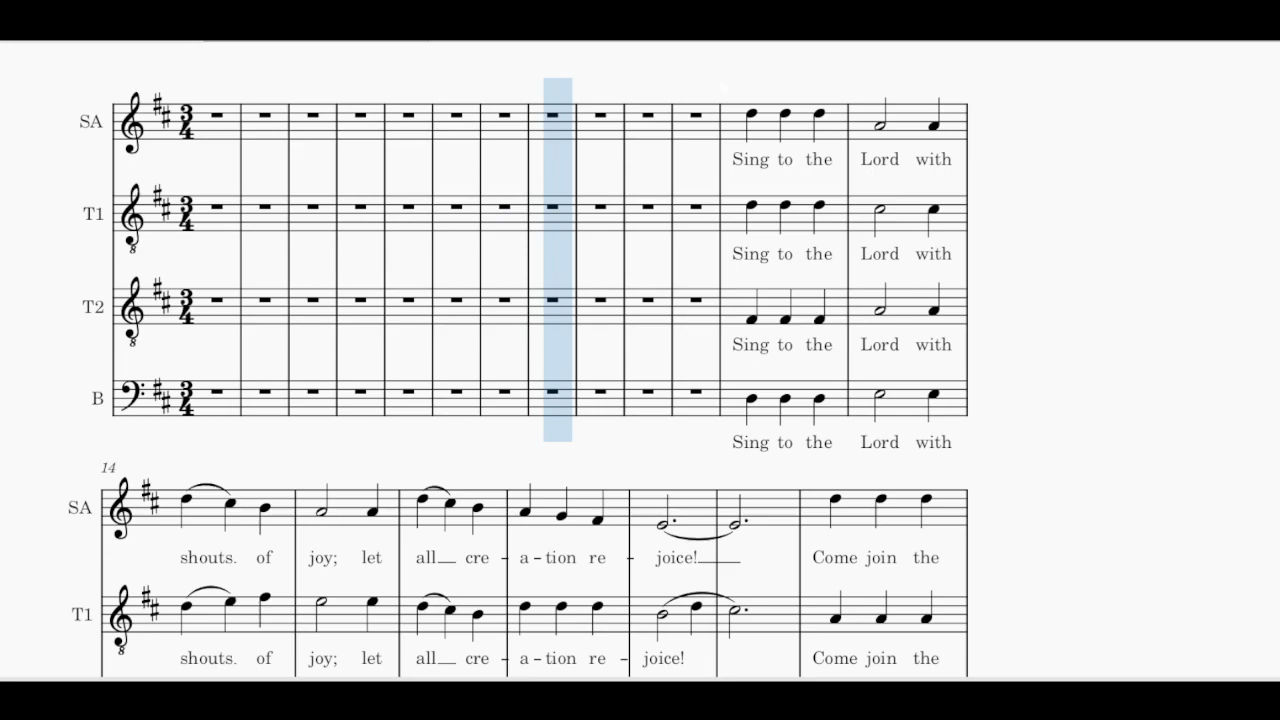 SA
Sing to the Lord with
T1
Sing to the Lord with
T2
Sing to the Lord with
B
Sing to the Lord with
14
SA
shouts. of joy; let all cre - a - tion re - joice! Come join the
T1
shouts. of joy; let all cre - a - tion re - joice! Come join the